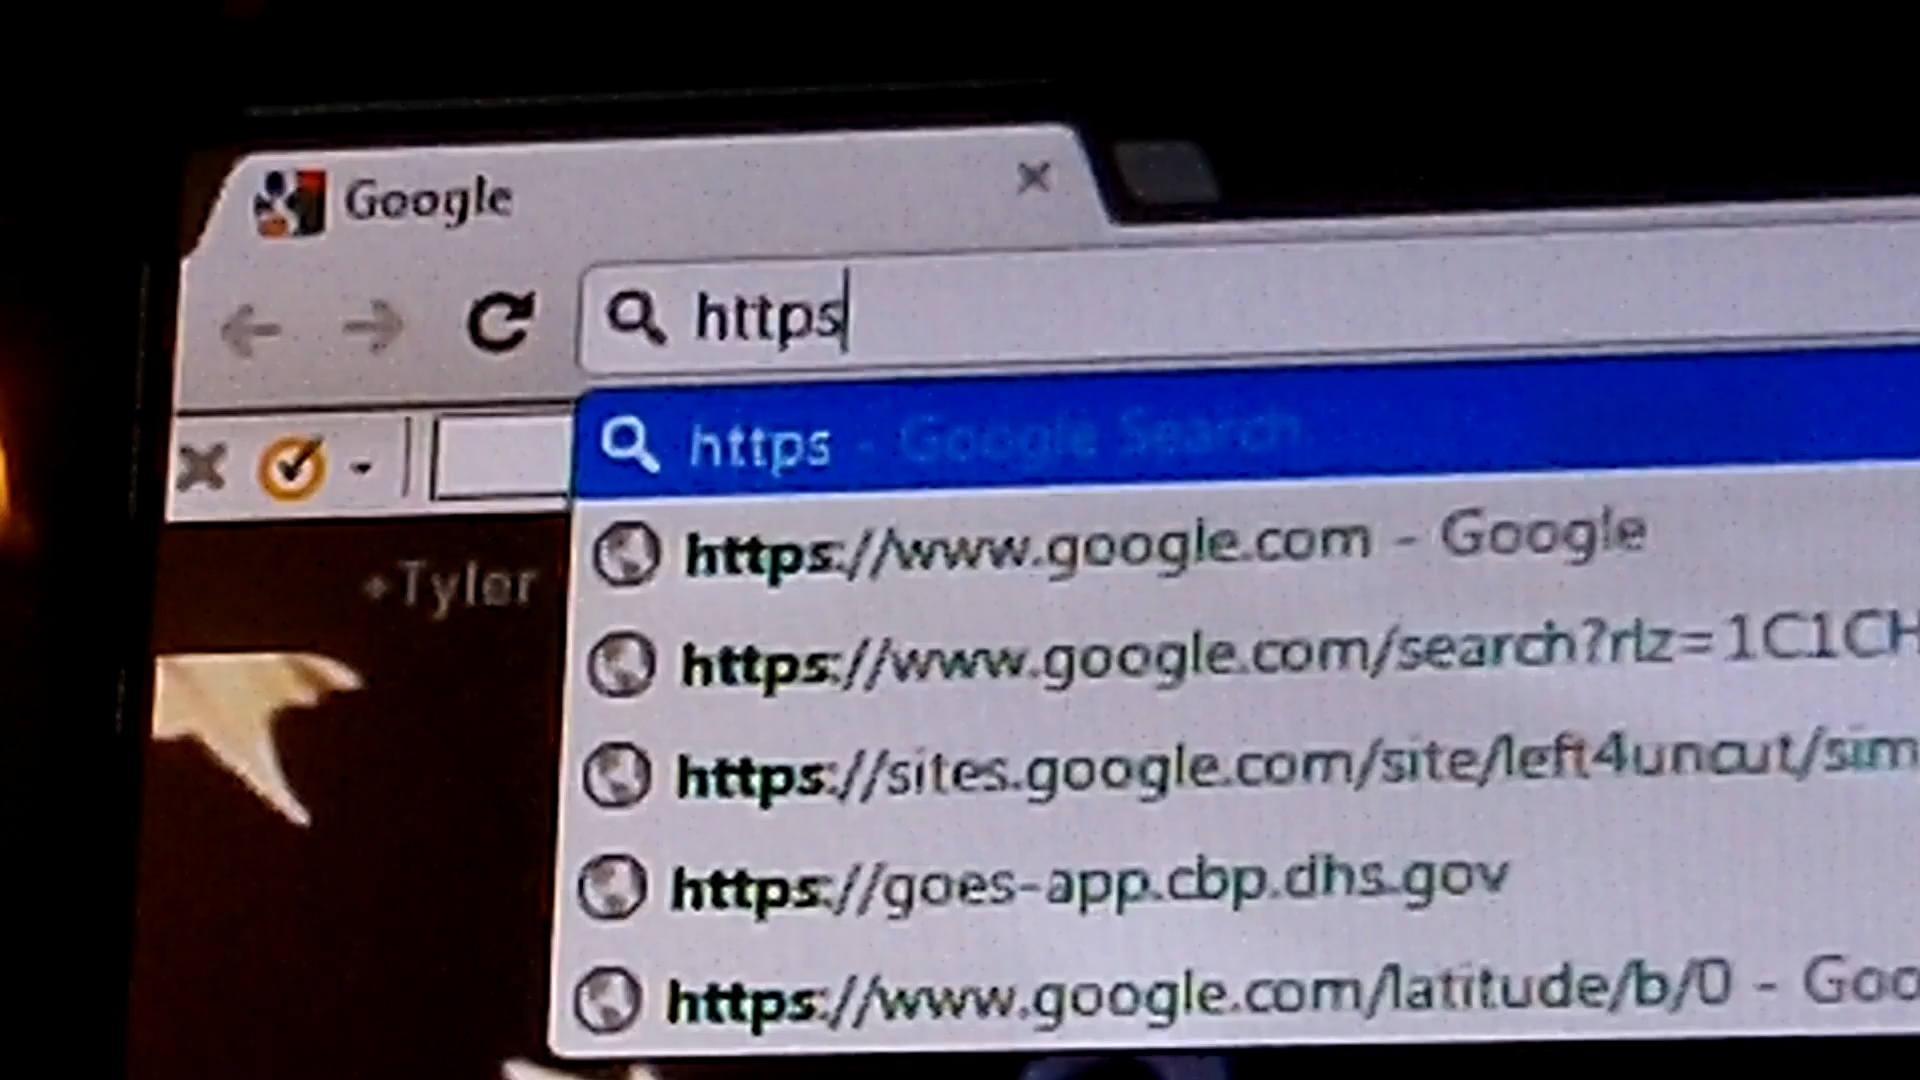 Google
https
https - Google Search
+Tyler
https://www.google.com - Google
https://www.google.com/search?rlz=1C1CH
https://sites.google.com/site/left4uncut/sim
https://goes-app.cbp.dhs.gov
https://www.google.com/latitude/b/0 - Goo